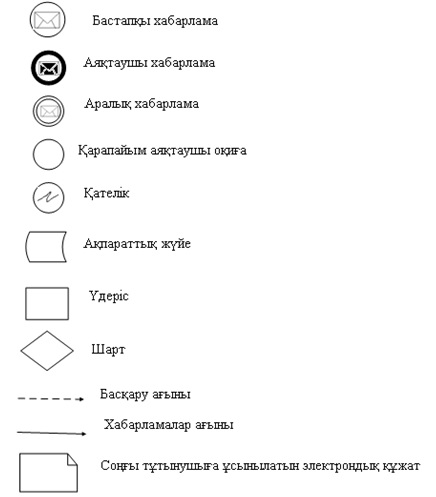 Бастапқы хабарлама
Аяқтаушы хабарлама
Аралық хабарлама
Қарапайым аяқтаушы оқиға
Қателік
Ақпараттық жүйе
Үдеріс
Шарт
Басқару ағыны
Хабарламалар ағыны
Соңғы тұтынушыға ұсынылатын электрондық құжат